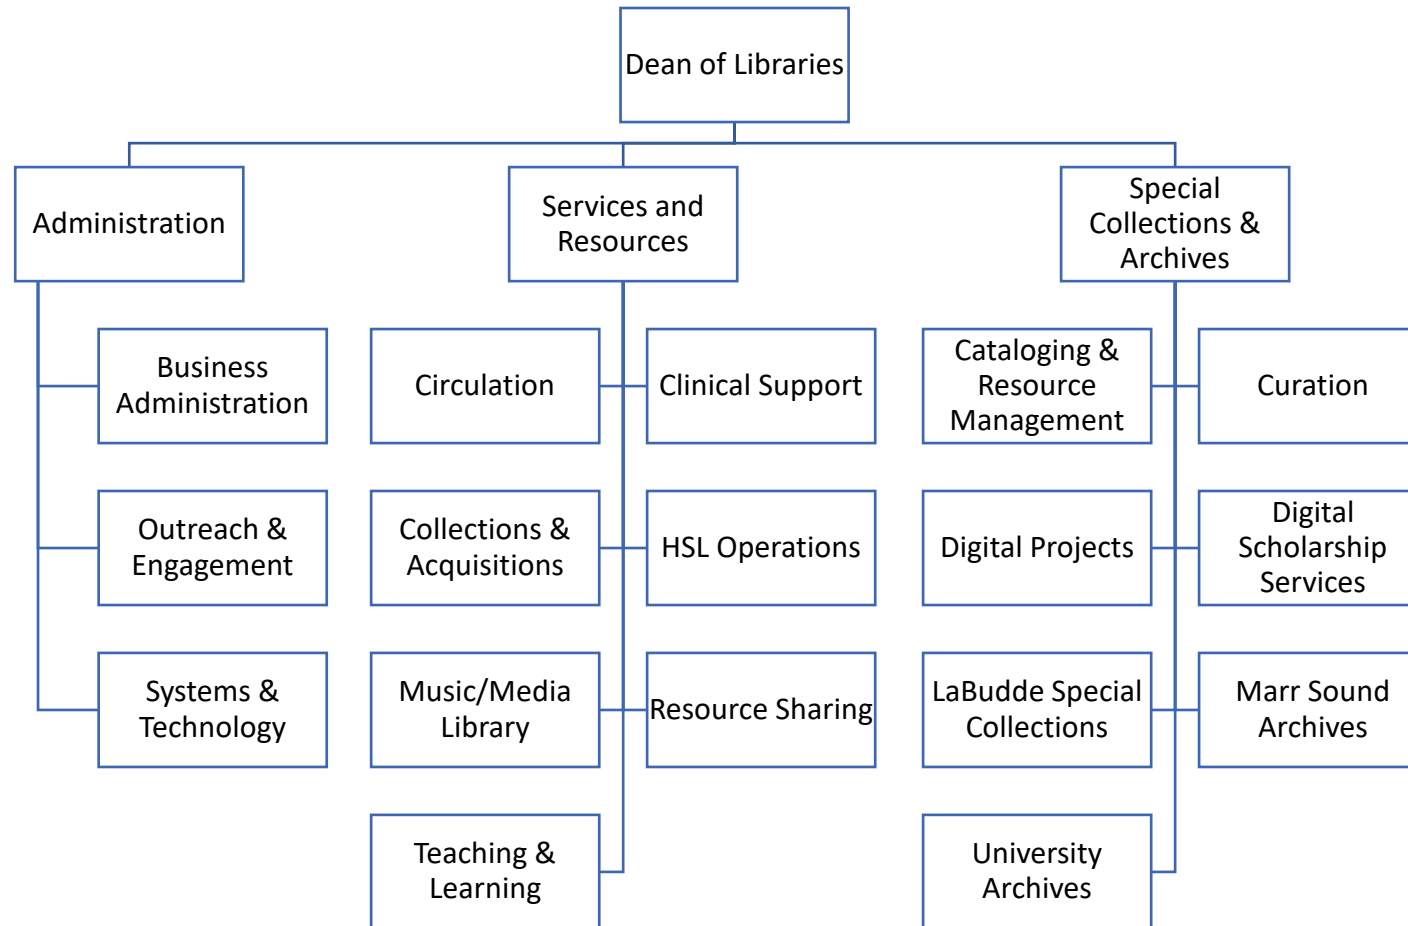 Dean of Libraries
Administration
Services and
Resources
Special
Collections &
Archives
Business
Administration
Outreach &
Engagement
Systems &
Technology
Circulation
Clinical Support
Collections &
Acquisitions
HSL Operations
Music/Media
Library
Resource Sharing
Teaching &
Learning
Cataloging &
Resource
Management
Curation
Digital Projects
Digital
Scholarship
Services
LaBudde Special
Collections
Marr Sound
Archives
University
Archives